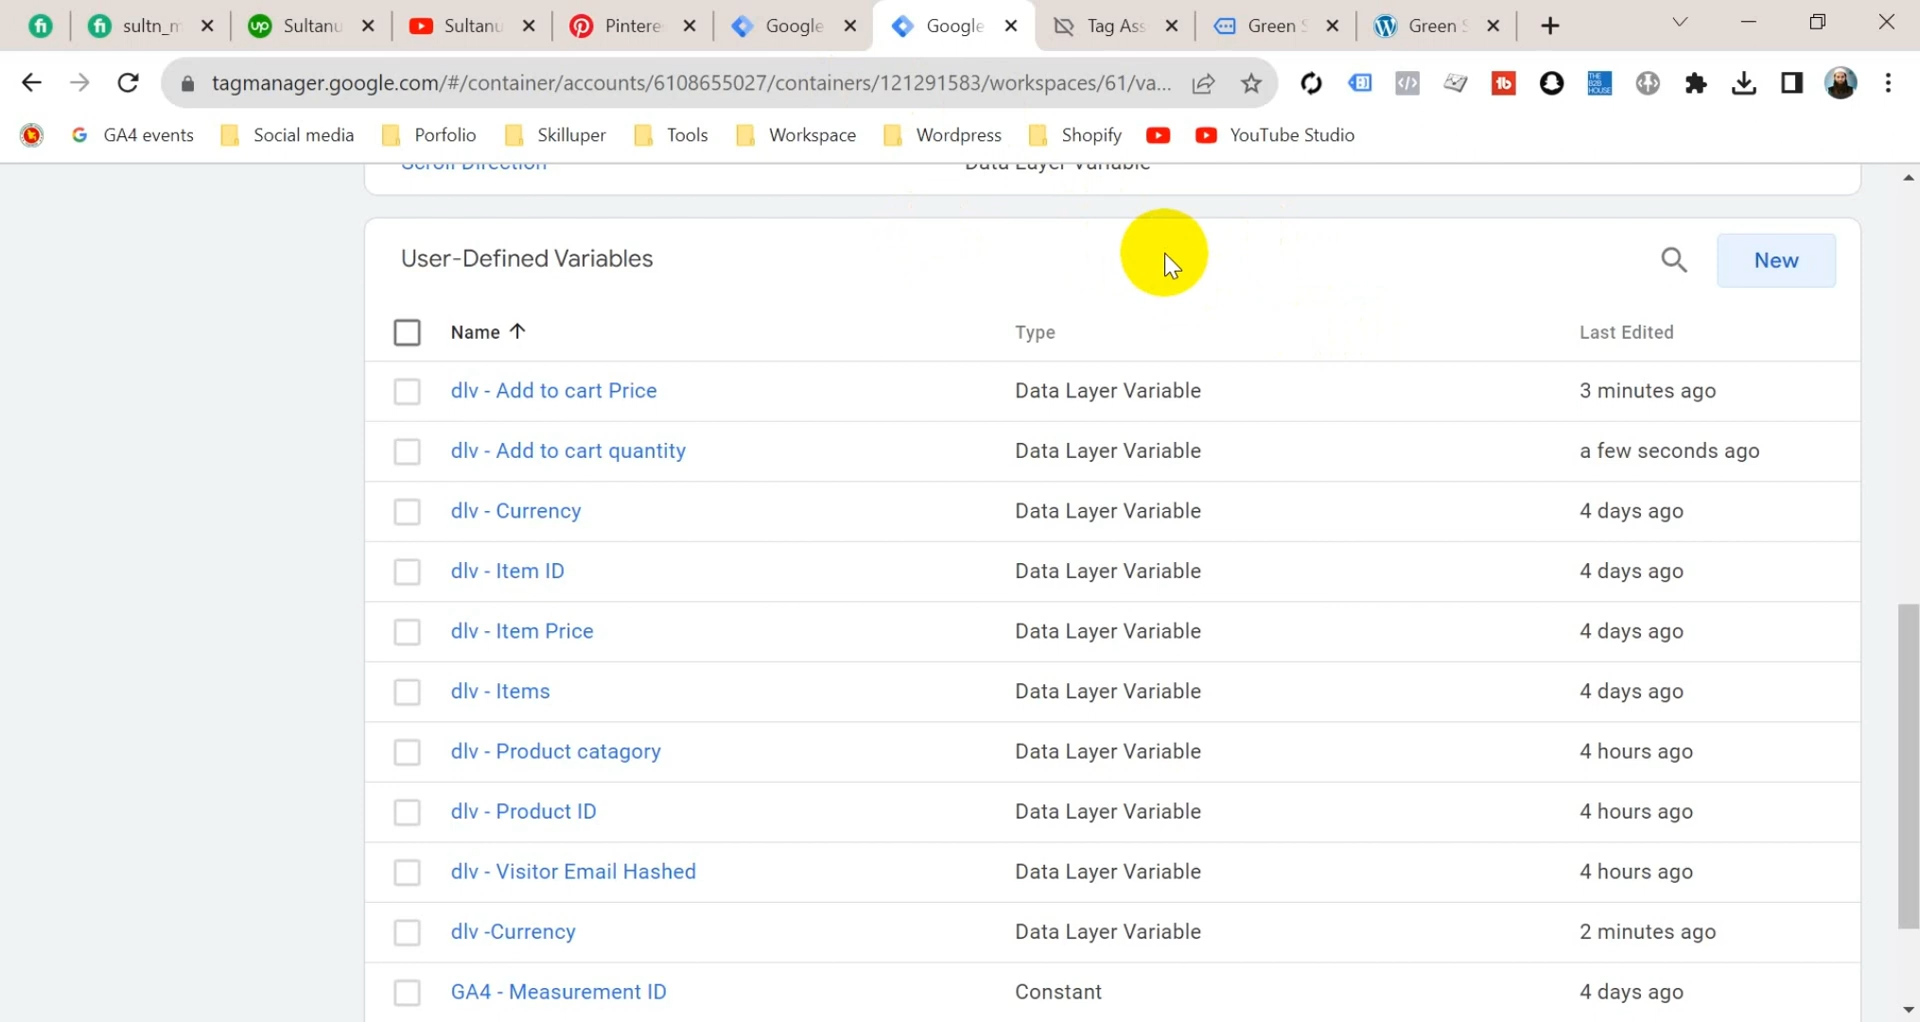 sultn_m
Sultanu
Sultanu
Pintere
Google
Google
Tag Ass
Green S
Green S
tagmanager.google.com/#/container/accounts/6108655027/containers/121291583/workspaces/61/va...
GA4 events
Social media
Porfolio
Skilluper
Tools
Workspace
Wordpress
Shopify
YouTube Studio
Scroll Direction Data Layer Variable
User-Defined Variables
New
Name ↑ Type Last Edited
dlv - Add to cart Price Data Layer Variable 3 minutes ago
dlv - Add to cart quantity Data Layer Variable a few seconds ago
dlv - Currency Data Layer Variable 4 days ago
dlv - Item ID Data Layer Variable 4 days ago
dlv - Item Price Data Layer Variable 4 days ago
dlv - Items Data Layer Variable 4 days ago
dlv - Product catagory Data Layer Variable 4 hours ago
dlv - Product ID Data Layer Variable 4 hours ago
dlv - Visitor Email Hashed Data Layer Variable 4 hours ago
dlv -Currency Data Layer Variable 2 minutes ago
GA4 - Measurement ID Constant 4 days ago